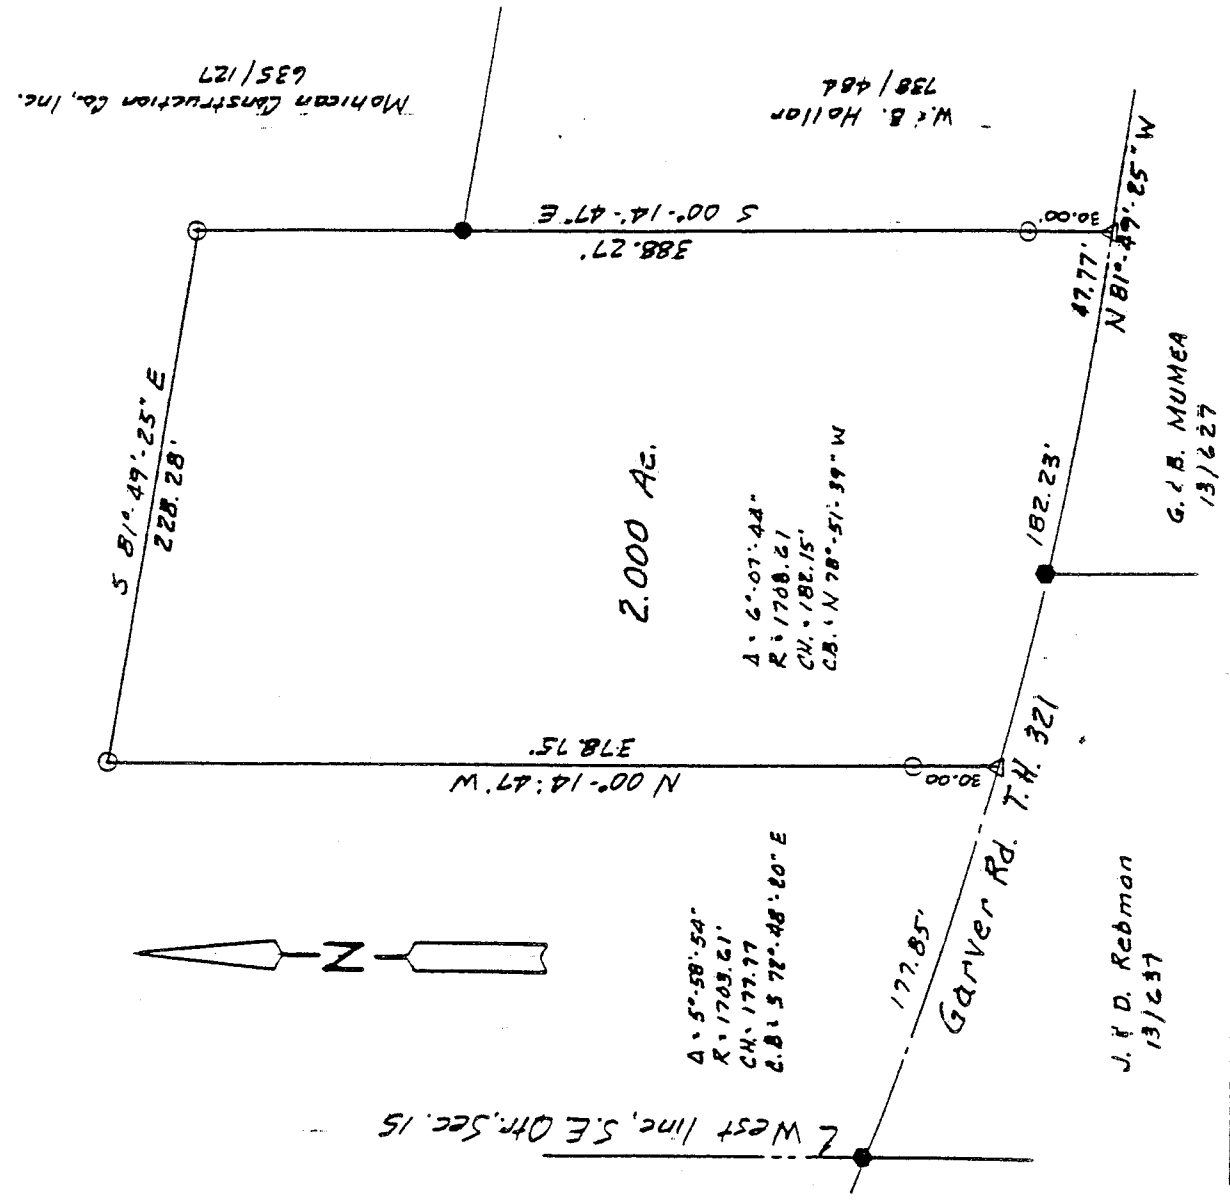 Mohican Construction Co., Inc.
635/127
W. & B. Hollar
738/484
S 00°-14'-47" E
388.27'
30.00'
47.77'
N 81°-49'-25" W
S 81°-49'-25" E
228.28'
2.000 Ac.
Δ = 6°-07'-44"
R = 1703.61
CH. = 182.15'
C.B. = N 78°-51'-39" W
182.23'
G. & B. MUMEA
13/627
378.75'
N 00°-14'-47" W
30.00
N
Δ = 5°-58'-54"
R = 1703.61'
CH. = 177.77
C.B. = S 72°-48'-20" E
177.85'
Garver Rd. T.H. 321
J. & D. Rebman
13/637
West line, S.E. Qtr. Sec. 15